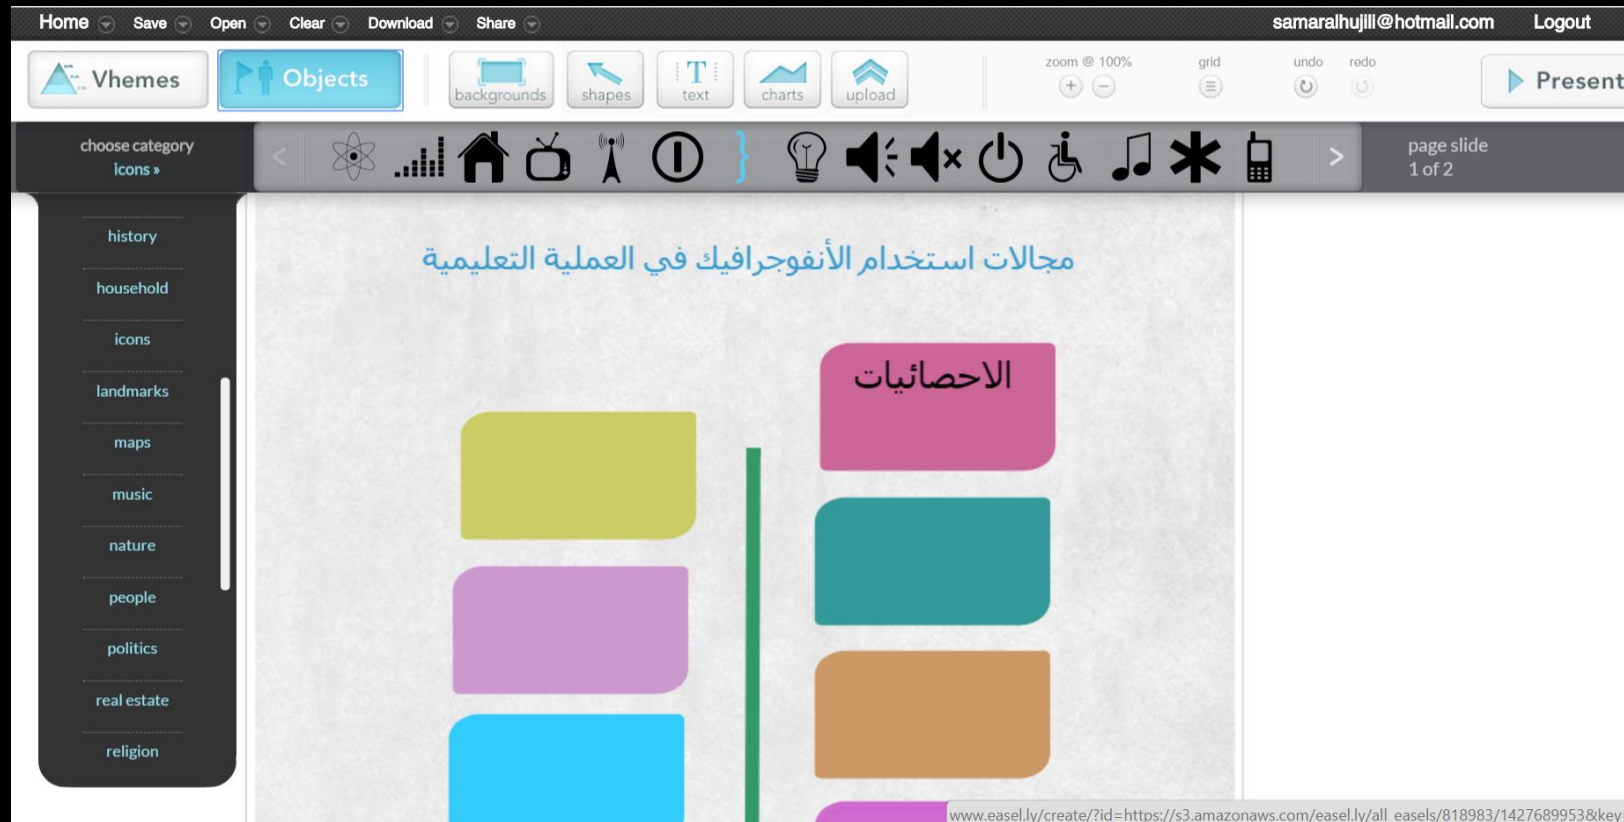 Home Save Open Clear Download Share samaralhujili@hotmail.com Logout
Vhemes Objects backgrounds shapes text charts upload zoom @ 100% grid undo redo Present
choose category
icons »
page slide
1 of 2
history
household
icons
landmarks
maps
music
nature
people
politics
real estate
religion
مجالات استخدام الأنفوجرافيك في العملية التعليمية
الاحصائيات
www.easel.ly/create/?id=https://s3.amazonaws.com/easel.ly/all_easels/818983/1427689953&key